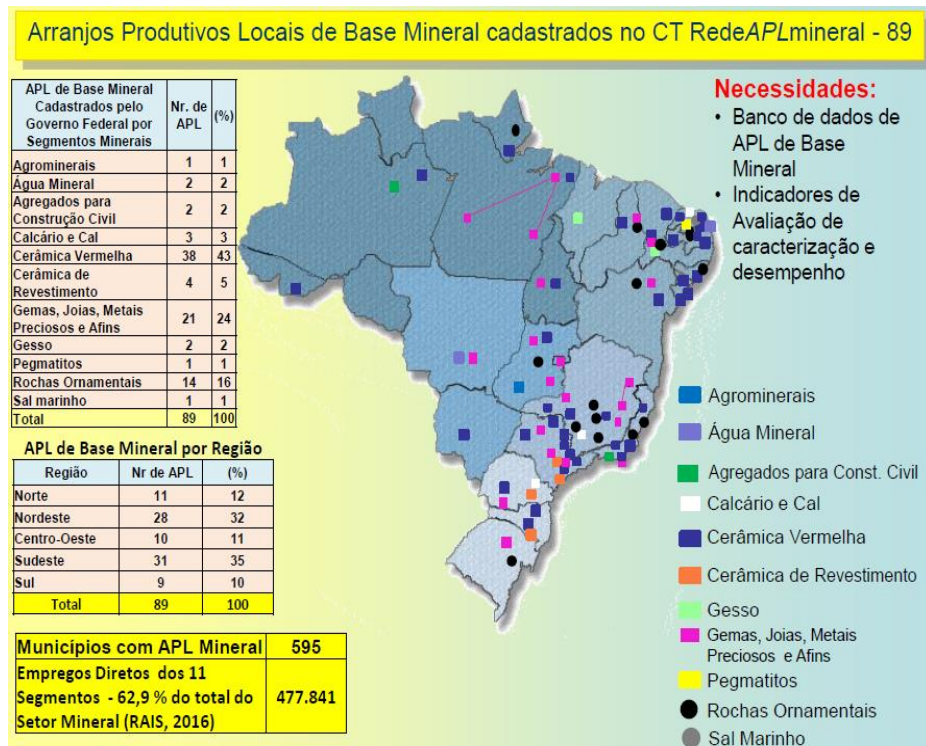 Arranjos Produtivos Locais de Base Mineral cadastrados no CT RedeAPLmineral - 89
APL de Base Mineral
Cadastrados pelo
Governo Federal por
Segmentos Minerais
Nr. de
APL
(%)
Agrominerais 1 1
Água Mineral 2 2
Agregados para
Construção Civil 2 2
Calcário e Cal 3 3
Cerâmica Vermelha 38 43
Cerâmica de
Revestimento 4 5
Gemas, Joias, Metais
Preciosos e Afins 21 24
Gesso 2 2
Pegmatitos 1 1
Rochas Ornamentais 14 16
Sal marinho 1 1
Total 89 100
APL de Base Mineral por Região
Região Nr de APL (%)
Norte 11 12
Nordeste 28 32
Centro-Oeste 10 11
Sudeste 31 35
Sul 9 10
Total 89 100
Municípios com APL Mineral 595
Empregos Diretos dos 11
Segmentos - 62,9 % do total do
Setor Mineral (RAIS, 2016)
477.841
Necessidades:
• Banco de dados de
APL de Base
Mineral
• Indicadores de
Avaliação de
caracterização e
desempenho
Agrominerais
Água Mineral
Agregados para Const. Civil
Calcário e Cal
Cerâmica Vermelha
Cerâmica de Revestimento
Gesso
Gemas, Joias, Metais
Preciosos e Afins
Pegmatitos
Rochas Ornamentais
Sal Marinho